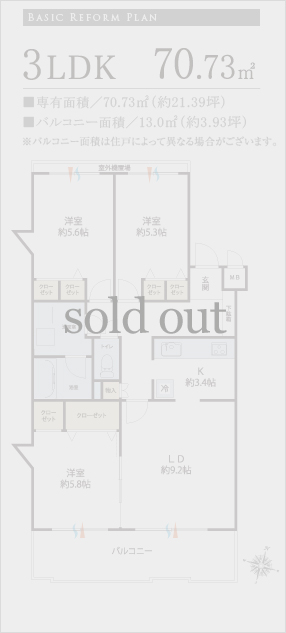 BASIC REFORM PLAN
3LDK 70.73㎡
■専有面積／70.73㎡(約21.39坪)
■バルコニー面積／13.0㎡(約3.93坪)
※バルコニー面積は住戸によって異なる場合がございます。
室外機置場
洋室
約5.6帖
洋室
約5.3帖
クローゼット
クローゼット
クローゼット
クローゼット
玄関
MB
sold out
トイレ
物入
冷
K
約3.4帖
クローゼット
クローゼット
洋室
約5.8帖
LD
約9.2帖
バルコニー